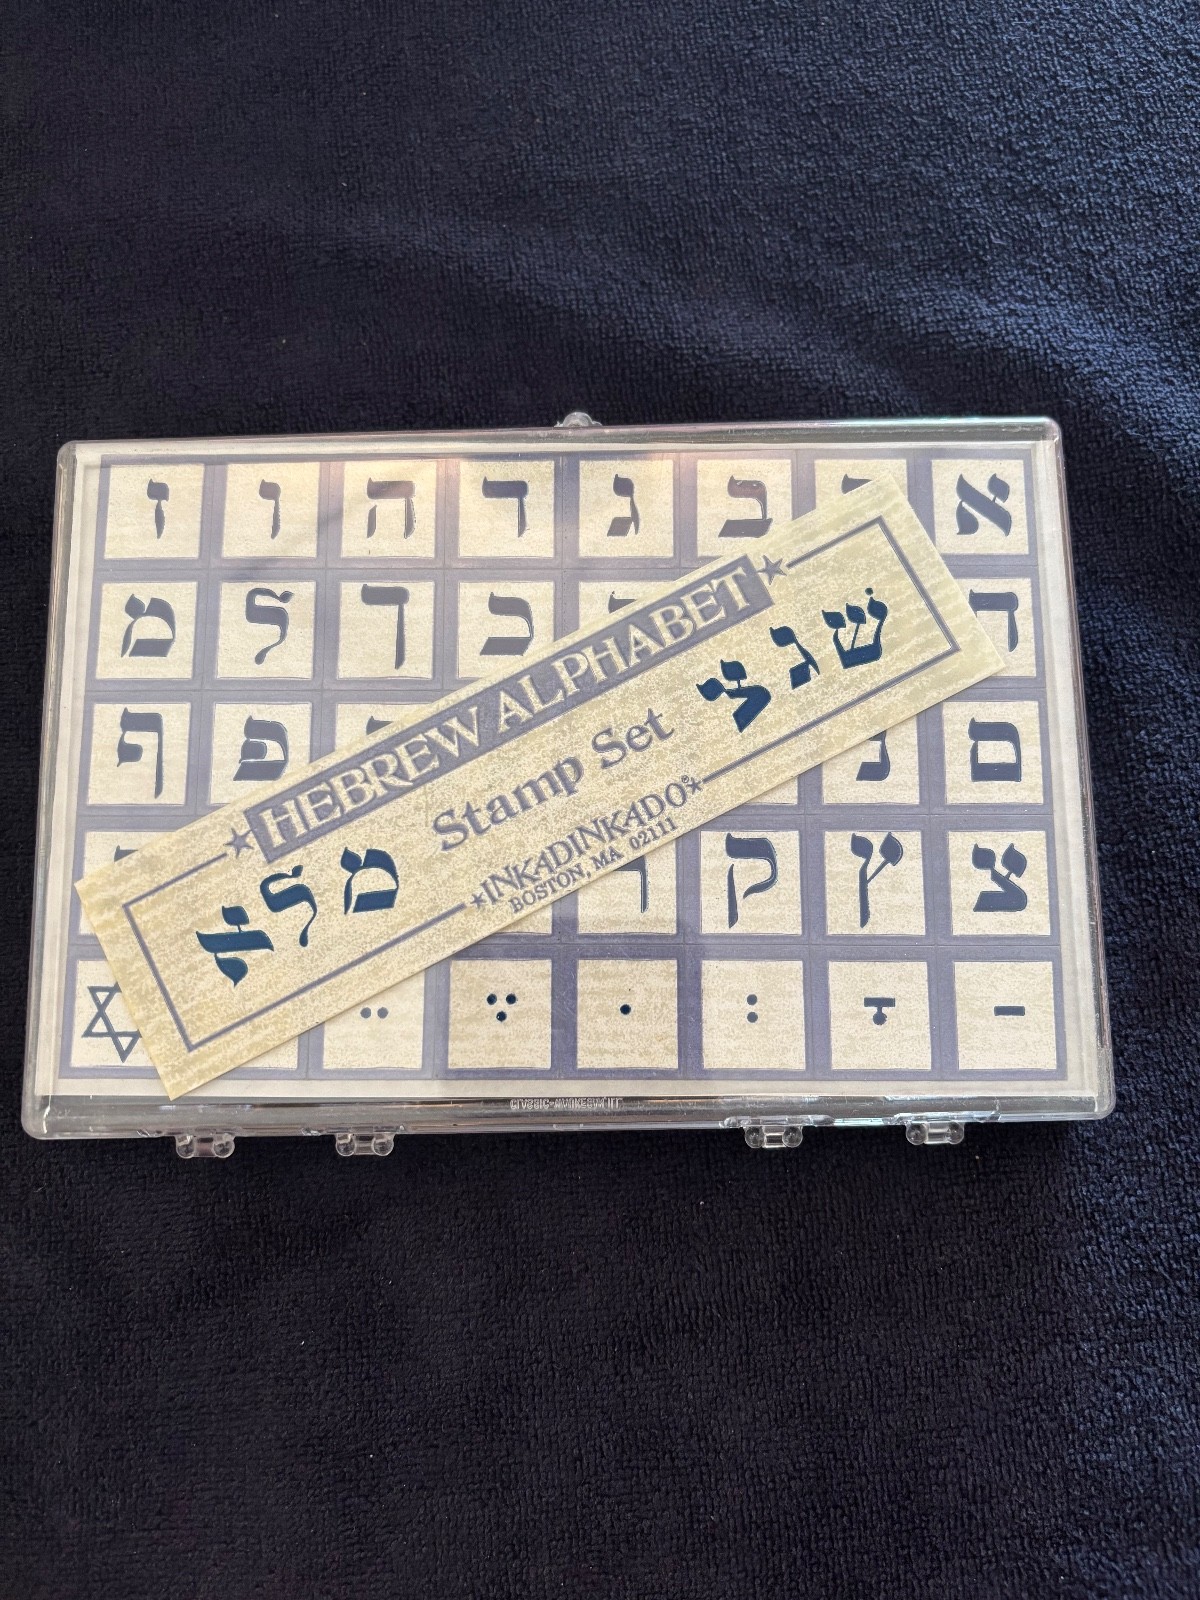 א בּ ג ד ה ו ז
כ ך ל מ
ם נ פּ ף
צ ץ ק
HEBREW ALPHABET
Stamp Set
INKADINKADO®
BOSTON, MA 02111
שׁ ג צ
מ ל א